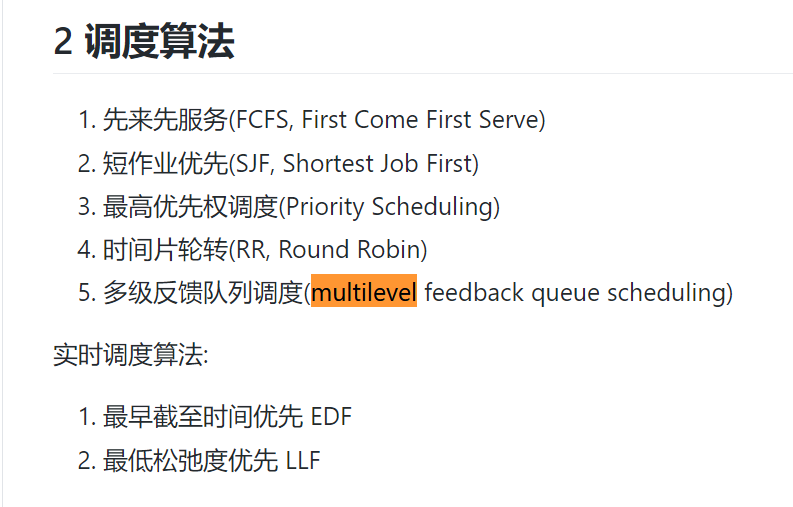 2 调度算法
1. 先来先服务(FCFS, First Come First Serve)
2. 短作业优先(SJF, Shortest Job First)
3. 最高优先权调度(Priority Scheduling)
4. 时间片轮转(RR, Round Robin)
5. 多级反馈队列调度(multilevel feedback queue scheduling)
实时调度算法:
1. 最早截至时间优先 EDF
2. 最低松弛度优先 LLF